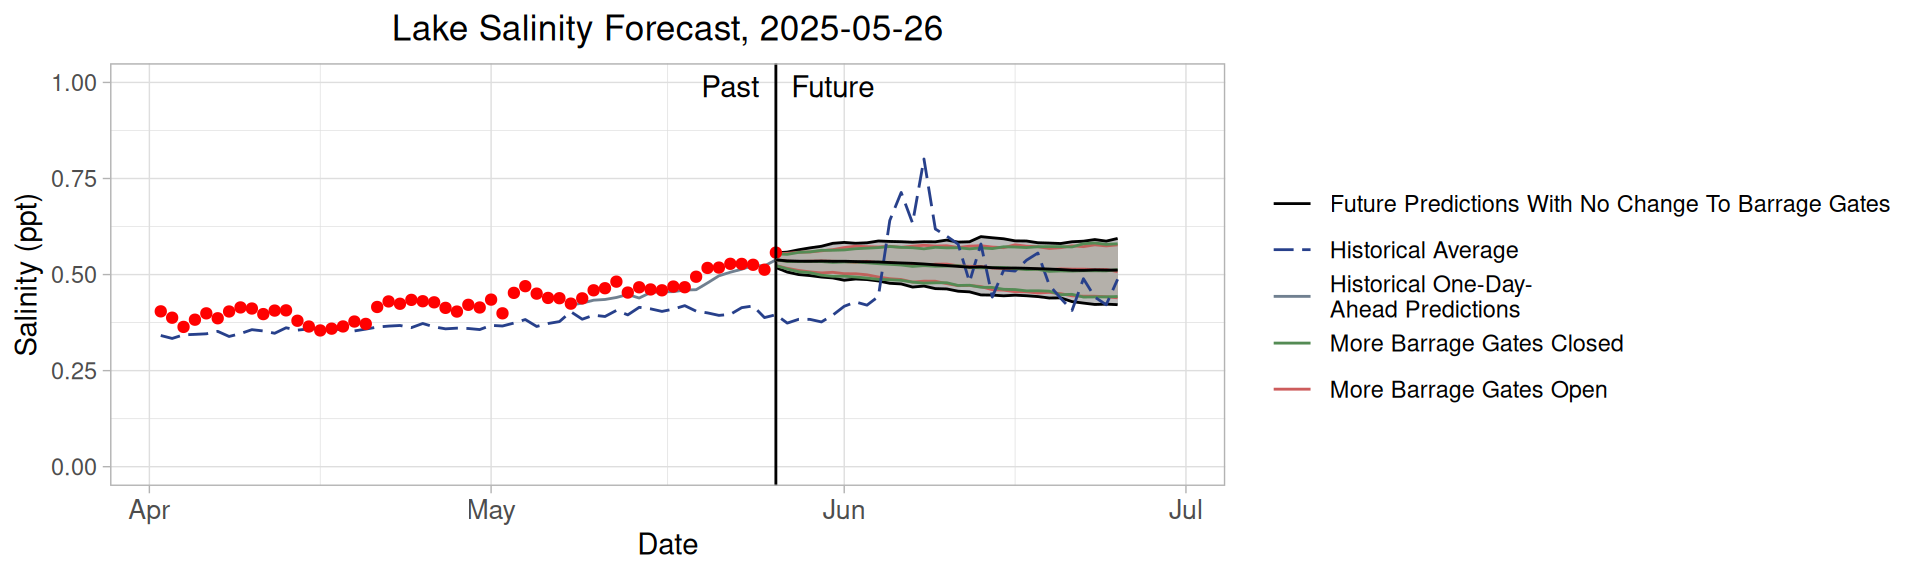 Lake Salinity Forecast, 2025-05-26
Past
Future
1.00
0.75
0.50
0.25
0.00
Salinity (ppt)
Apr
May
Jun
Jul
Date
Future Predictions With No Change To Barrage Gates
Historical Average
Historical One-Day-
Ahead Predictions
More Barrage Gates Closed
More Barrage Gates Open